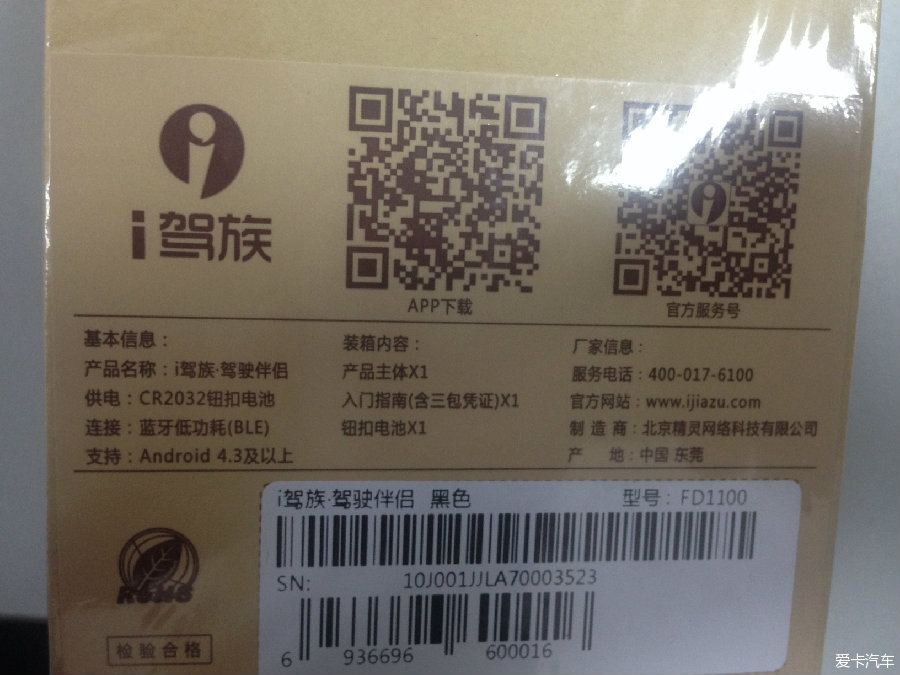 i驾族
APP下载
官方服务号
基本信息：
产品名称：i驾族·驾驶伴侣
供电：CR2032钮扣电池
连接：蓝牙低功耗(BLE)
支持：Android 4.3及以上
装箱内容：
产品主体X1
入门指南(含三包凭证)X1
钮扣电池X1
厂家信息：
服务电话：400-017-6100
官方网站：www.ijiazu.com
制 造 商：北京精灵网络科技有限公司
产 地：中国 东莞
i驾族·驾驶伴侣 黑色 型号：FD1100
SN: 10J001JJLA70003523
6 936696 600016
RoHS
检验合格
爱卡汽车